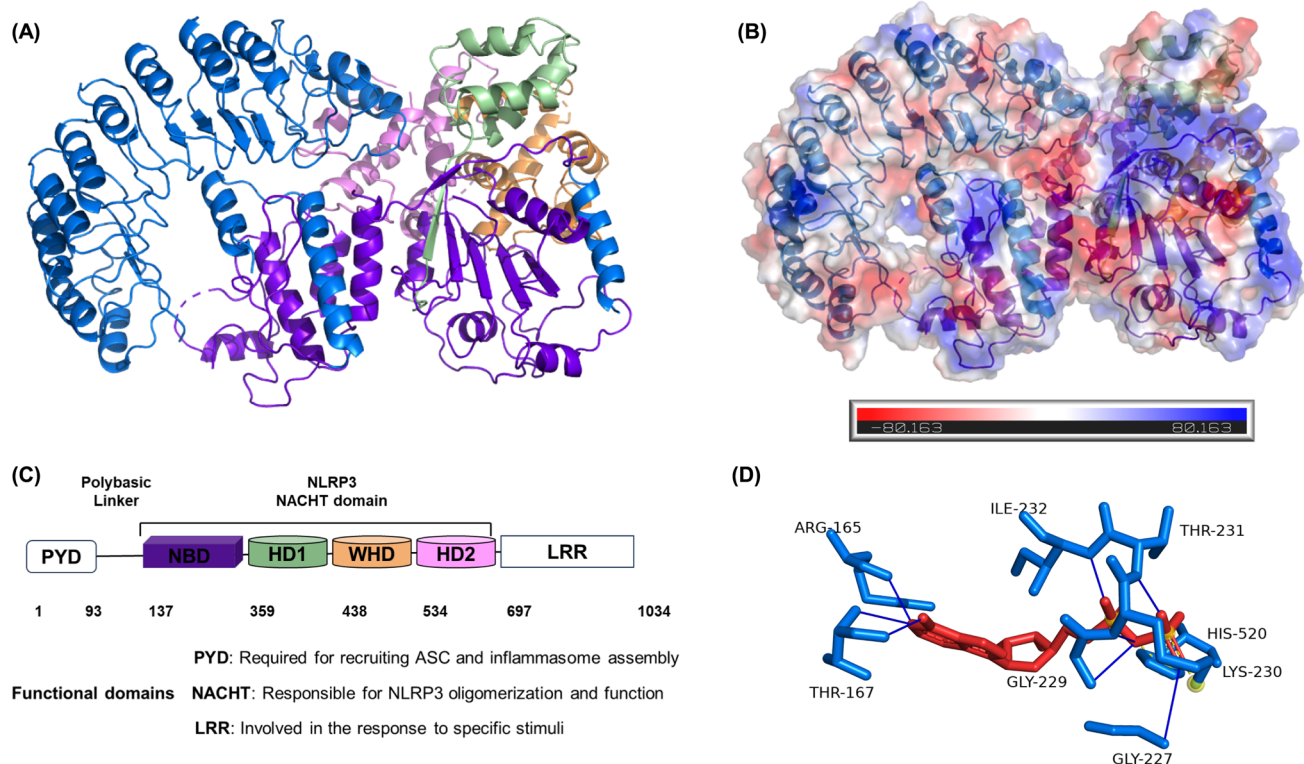 (A)
(B)
-80.163 80.163
(C)
Polybasic
Linker
NLRP3
NACHT domain
PYD NBD HD1 WHD HD2 LRR
1 93 137 359 438 534 697 1034
PYD: Required for recruiting ASC and inflammasome assembly
Functional domains NACHT: Responsible for NLRP3 oligomerization and function
LRR: Involved in the response to specific stimuli
(D)
ILE-232
ARG-165
THR-231
HIS-520
LYS-230
GLY-229
THR-167
GLY-227